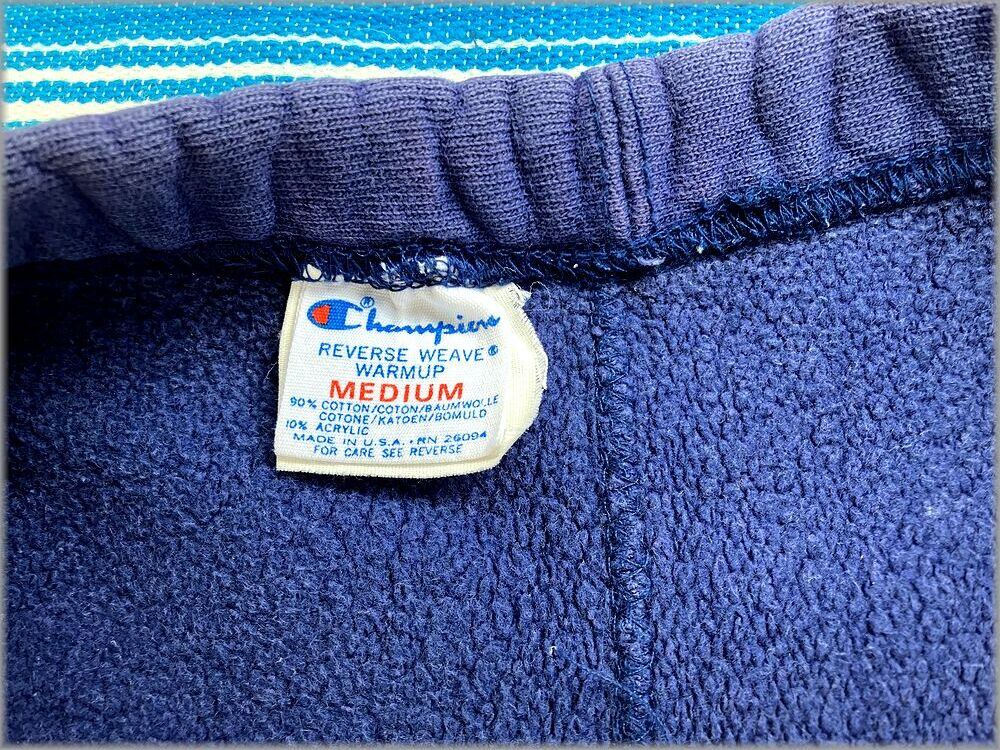 Champion®
REVERSE WEAVE®
WARMUP
MEDIUM
90% COTTON/COTON/BAUMWOLLE
COTONE/KATOEN/BOMULD
10% ACRYLIC
MADE IN U.S.A. • RN 26094
FOR CARE SEE REVERSE